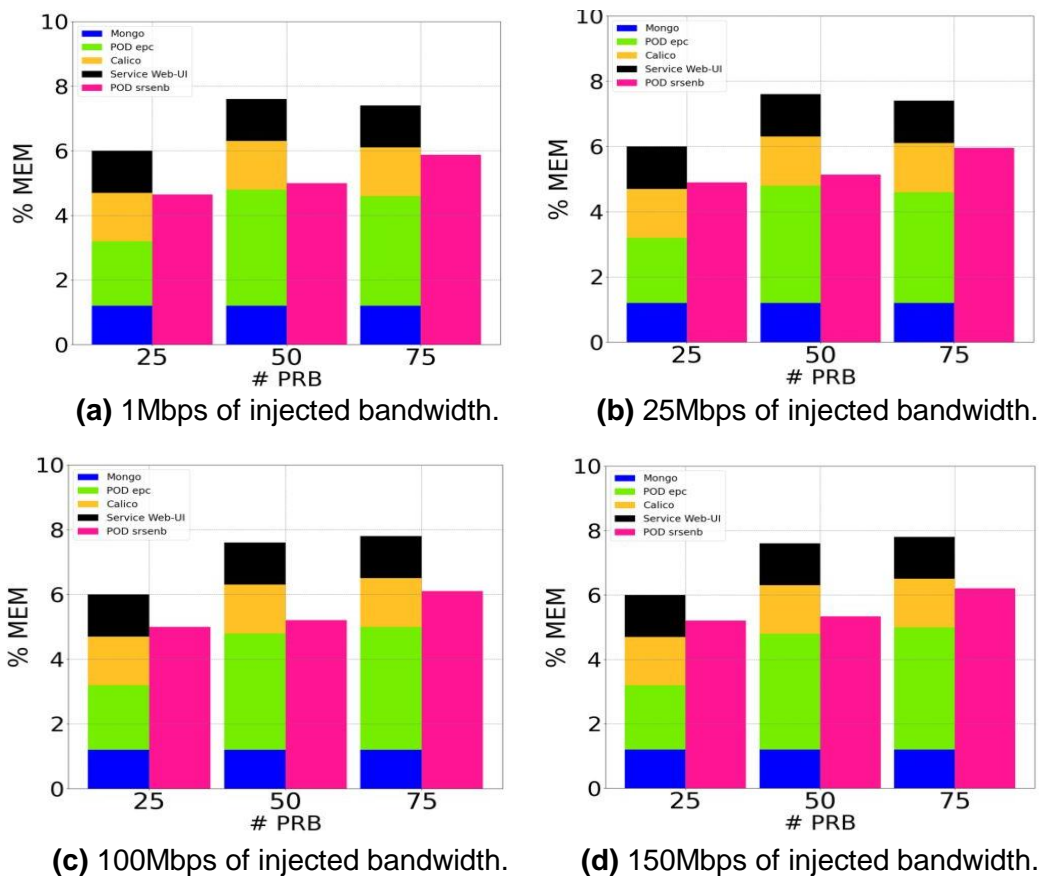 10
8
6
4
2
0
% MEM
Mongo
POD epc
Calico
Service Web-UI
POD srsenb
25 50 75
# PRB
(a) 1Mbps of injected bandwidth.
10
8
6
4
2
0
% MEM
Mongo
POD epc
Calico
Service Web-UI
POD srsenb
25 50 75
# PRB
(b) 25Mbps of injected bandwidth.
10
8
6
4
2
0
% MEM
Mongo
POD epc
Calico
Service Web-UI
POD srsenb
25 50 75
# PRB
(c) 100Mbps of injected bandwidth.
10
8
6
4
2
0
% MEM
Mongo
POD epc
Calico
Service Web-UI
POD srsenb
25 50 75
# PRB
(d) 150Mbps of injected bandwidth.